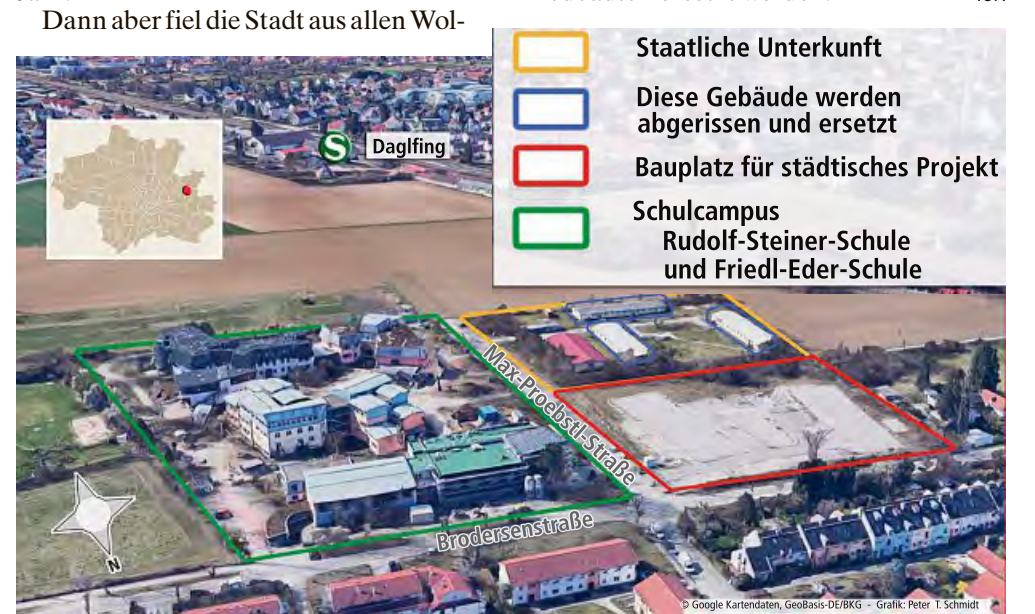 Dann aber fiel die Stadt aus allen Wol-
Staatliche Unterkunft
Diese Gebäude werden
abgerissen und ersetzt
Bauplatz für städtisches Projekt
Schulcampus
Rudolf-Steiner-Schule
und Friedl-Eder-Schule
S
Daglfing
Max-Proebstl-Straße
Brodersenstraße
N
© Google Kartendaten, GeoBasis-DE/BKG - Grafik: Peter T. Schmidt